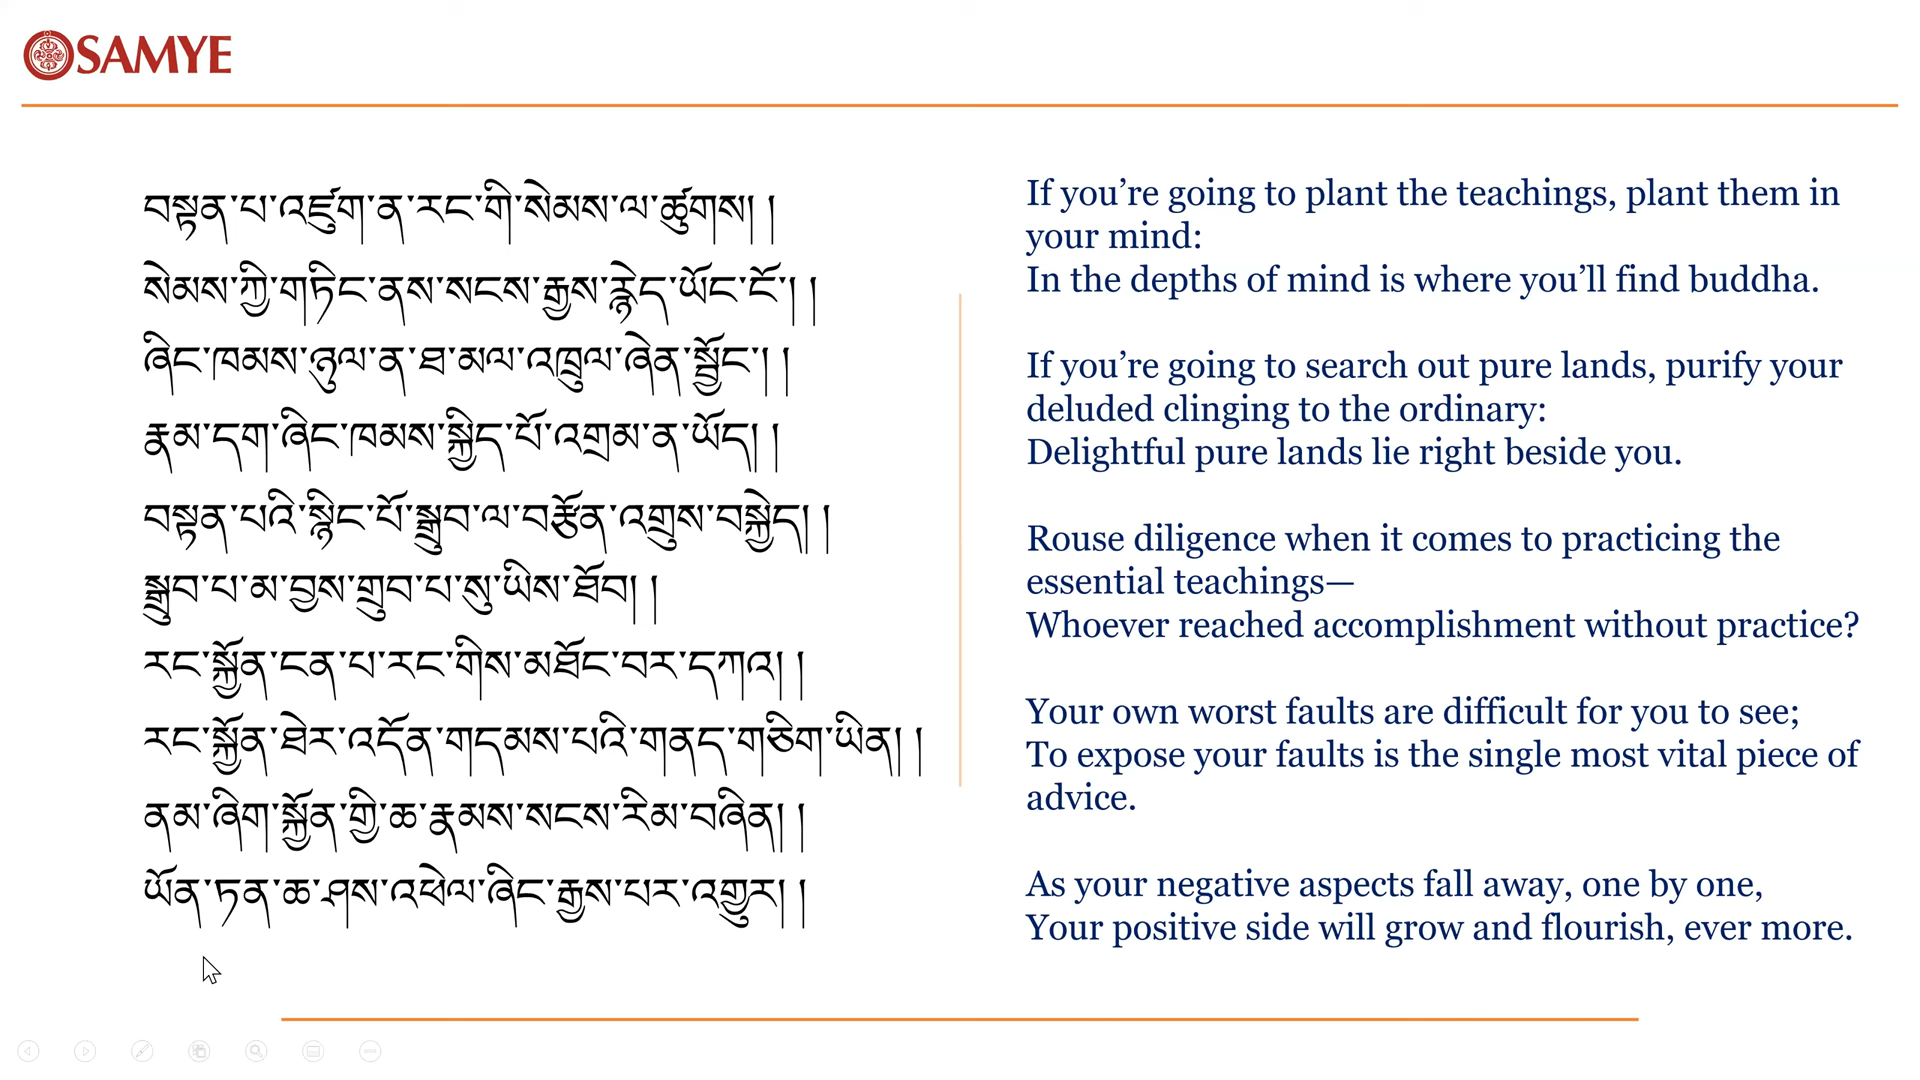 SAMYE
བསྟན་པ་འཛུག་ན་རང་གི་སེམས་ལ་ཚུགས། །
སེམས་ཀྱི་གཏིང་ནས་སངས་རྒྱས་རྙེད་ཡོང་ངོ་། །
ཞིང་ཁམས་ཉུལ་ན་ཐ་མལ་འཁྲུལ་ཞེན་སྦྱོང་། །
རྣམ་དག་ཞིང་ཁམས་སྐྱིད་པོ་འགྲམ་ན་ཡོད། །
བསྟན་པའི་སྙིང་པོ་སྒྲུབ་ལ་བརྩོན་འགྲུས་བསྐྱེད། །
སྒྲུབ་པ་མ་བྱས་གྲུབ་པ་སུ་ཡིས་ཐོབ། །
རང་སྐྱོན་ངན་པ་རང་གིས་མཐོང་བར་དཀའ། །
རང་སྐྱོན་ཐེར་འདོན་གདམས་པའི་གནད་གཅིག་ཡིན། །
ནམ་ཞིག་སྐྱོན་གྱི་ཆ་རྣམས་སངས་རིམ་བཞིན། །
ཡོན་ཏན་ཆ་ཤས་འཕེལ་ཞིང་རྒྱས་པར་འགྱུར། །
If you’re going to plant the teachings, plant them in
your mind:
In the depths of mind is where you’ll find buddha.
If you’re going to search out pure lands, purify your
deluded clinging to the ordinary:
Delightful pure lands lie right beside you.
Rouse diligence when it comes to practicing the
essential teachings—
Whoever reached accomplishment without practice?
Your own worst faults are difficult for you to see;
To expose your faults is the single most vital piece of
advice.
As your negative aspects fall away, one by one,
Your positive side will grow and flourish, ever more.